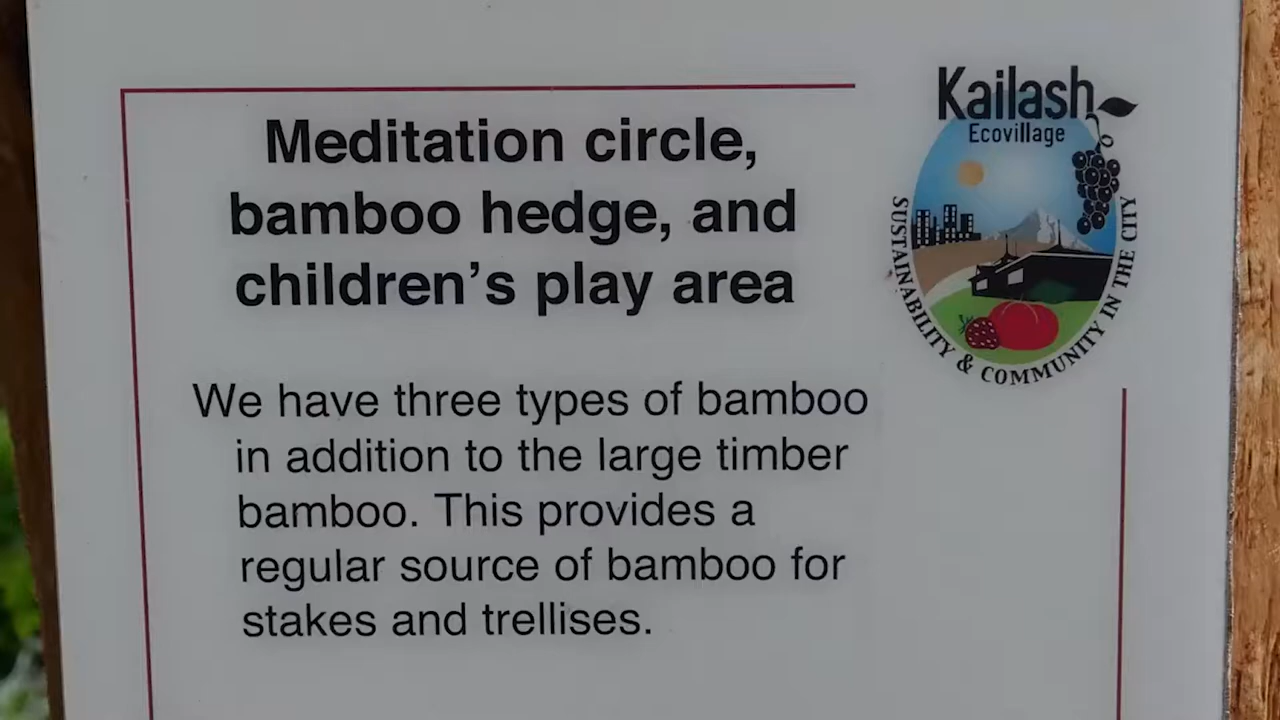 Meditation circle,
bamboo hedge, and
children's play area
We have three types of bamboo
in addition to the large timber
bamboo. This provides a
regular source of bamboo for
stakes and trellises.
Kailash
Ecovillage
SUSTAINABILITY & COMMUNITY IN THE CITY